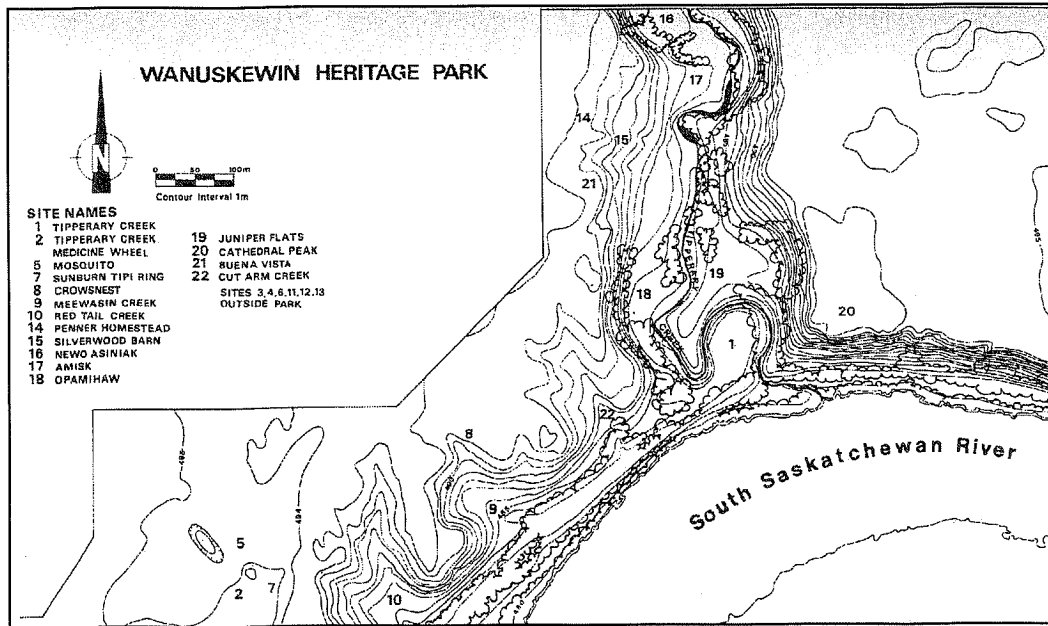 WANUSKEWIN HERITAGE PARK
N
0 50 100m
Contour Interval 1m
SITE NAMES
1 TIPPERARY CREEK
2 TIPPERARY CREEK
MEDICINE WHEEL
5 MOSQUITO
7 SUNBURN TIPI RING
8 CROWSNEST
9 MEEWASIN CREEK
10 RED TAIL CREEK
14 PENNER HOMESTEAD
15 SILVERWOOD BARN
16 NEWO ASINIAK
17 AMISK
18 OPAMIHAW
19 JUNIPER FLATS
20 CATHEDRAL PEAK
21 BUENA VISTA
22 CUT ARM CREEK
SITES 3,4,6,11,12,13
OUTSIDE PARK
16
17
14
15
21
19
18
20
1
CREEK
22
8
9
5
2
7
10
494
485
480
495
South Saskatchewan River